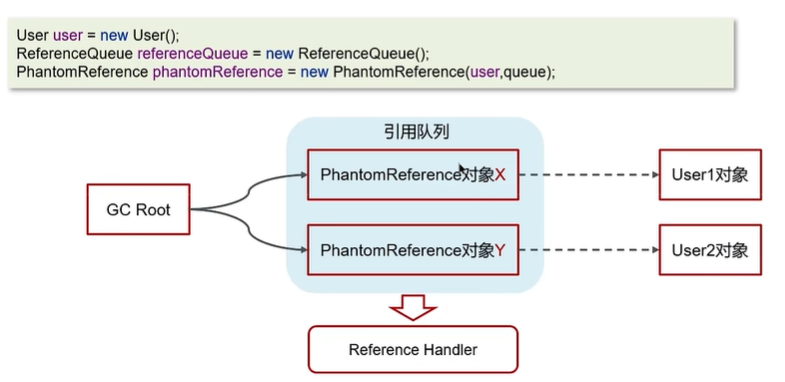 User user = new User();
ReferenceQueue referenceQueue = new ReferenceQueue();
PhantomReference phantomReference = new PhantomReference(user,queue);
引用队列
GC Root
PhantomReference对象X
User1对象
PhantomReference对象Y
User2对象
Reference Handler